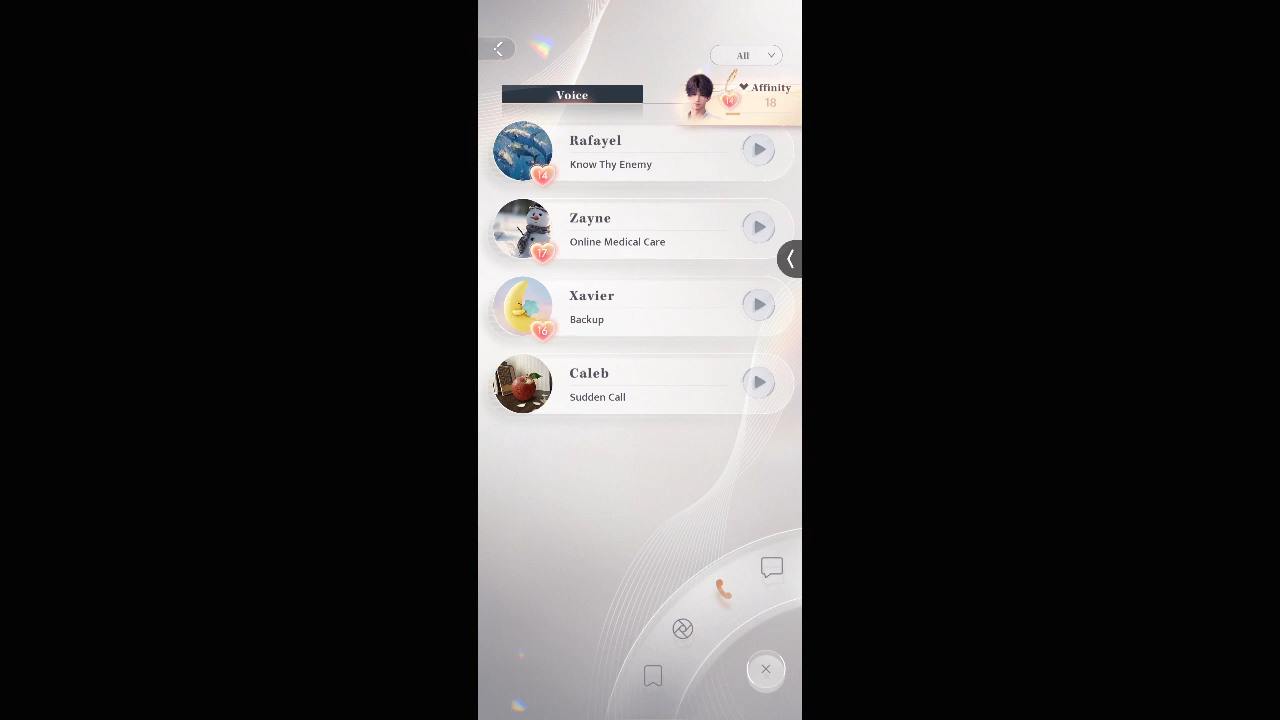 All
Voice
Affinity
14
18
Rafayel
Know Thy Enemy
14
Zayne
Online Medical Care
17
Xavier
Backup
16
Caleb
Sudden Call